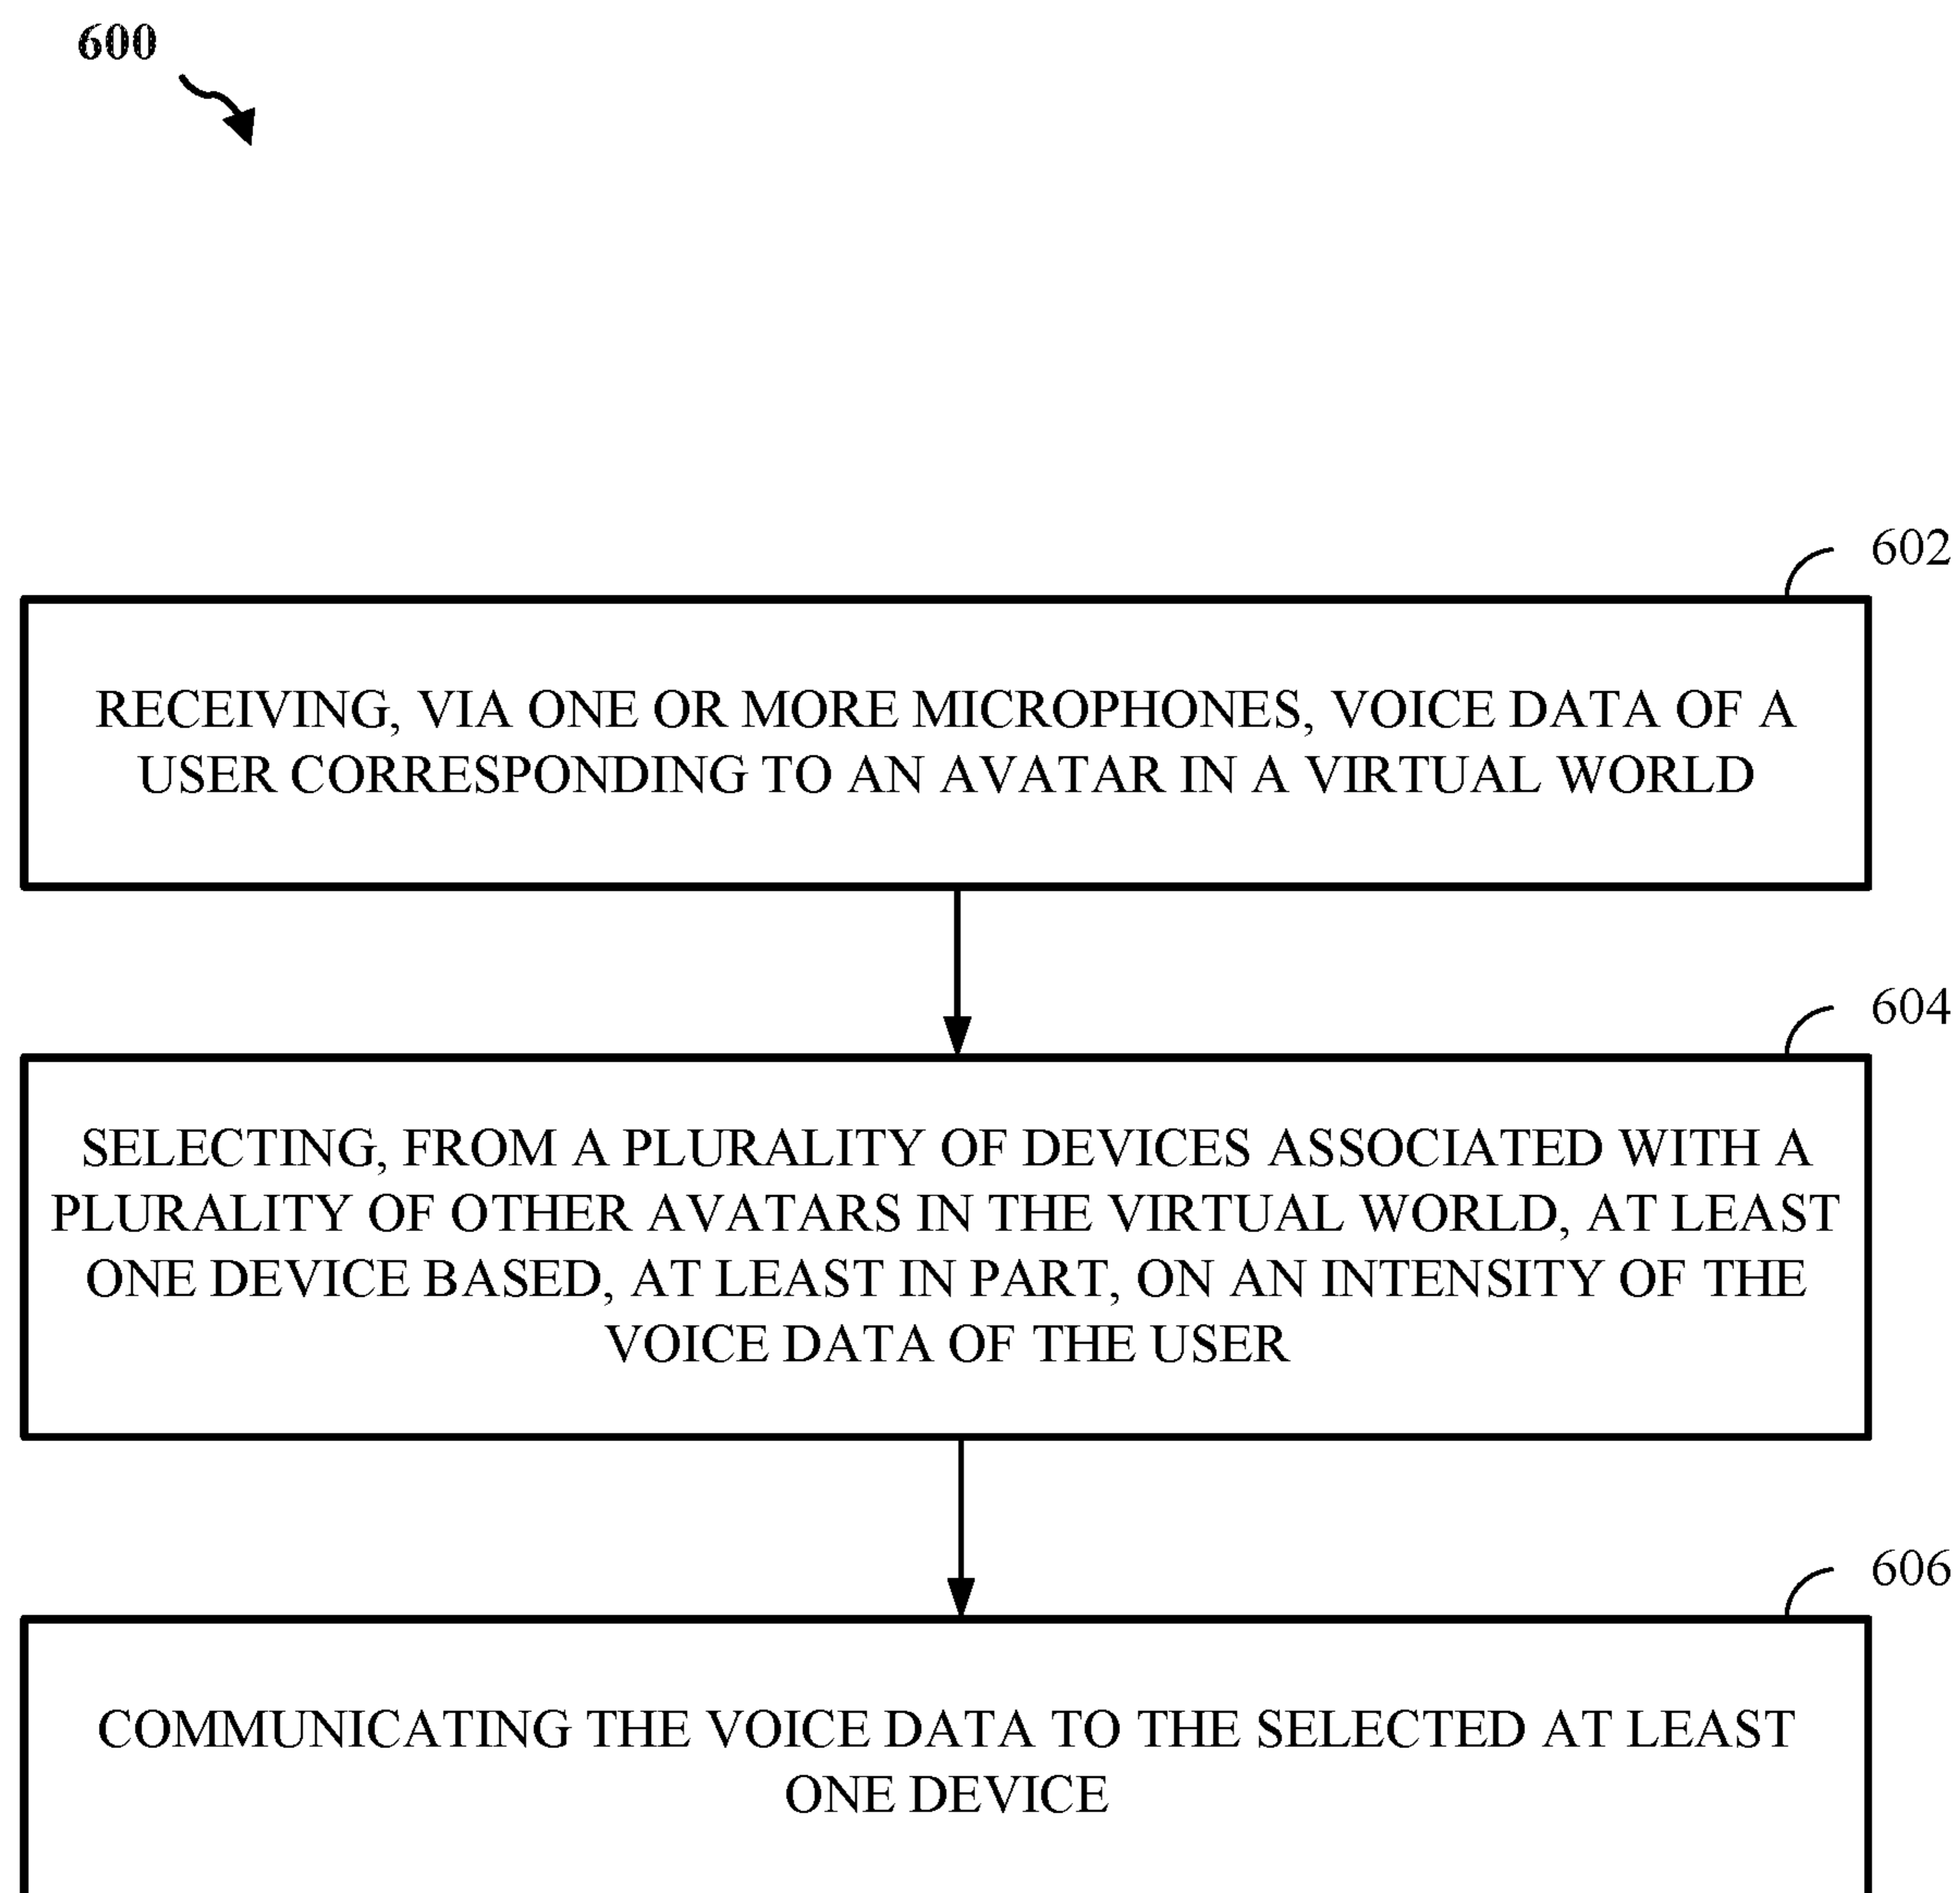 600
602
RECEIVING, VIA ONE OR MORE MICROPHONES, VOICE DATA OF A
USER CORRESPONDING TO AN AVATAR IN A VIRTUAL WORLD
604
SELECTING, FROM A PLURALITY OF DEVICES ASSOCIATED WITH A
PLURALITY OF OTHER AVATARS IN THE VIRTUAL WORLD, AT LEAST
ONE DEVICE BASED, AT LEAST IN PART, ON AN INTENSITY OF THE
VOICE DATA OF THE USER
606
COMMUNICATING THE VOICE DATA TO THE SELECTED AT LEAST
ONE DEVICE